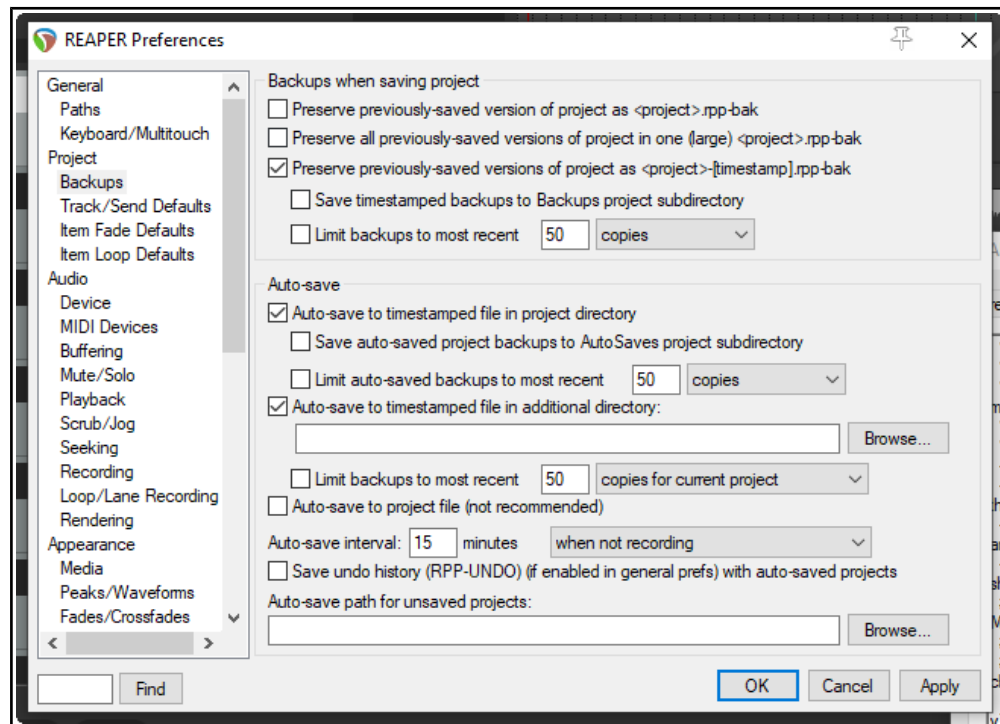 REAPER Preferences
General
Paths
Keyboard/Multitouch
Project
Backups
Track/Send Defaults
Item Fade Defaults
Item Loop Defaults
Audio
Device
MIDI Devices
Buffering
Mute/Solo
Playback
Scrub/Jog
Seeking
Recording
Loop/Lane Recording
Rendering
Appearance
Media
Peaks/Waveforms
Fades/Crossfades
Find
Backups when saving project
Preserve previously-saved version of project as <project>.rpp-bak
Preserve all previously-saved versions of project in one (large) <project>.rpp-bak
Preserve previously-saved versions of project as <project>-[timestamp].rpp-bak
Save timestamped backups to Backups project subdirectory
Limit backups to most recent 50 copies
Auto-save
Auto-save to timestamped file in project directory
Save auto-saved project backups to AutoSaves project subdirectory
Limit auto-saved backups to most recent 50 copies
Auto-save to timestamped file in additional directory:
Browse...
Limit backups to most recent 50 copies for current project
Auto-save to project file (not recommended)
Auto-save interval: 15 minutes when not recording
Save undo history (RPP-UNDO) (if enabled in general prefs) with auto-saved projects
Auto-save path for unsaved projects:
Browse...
OK Cancel Apply